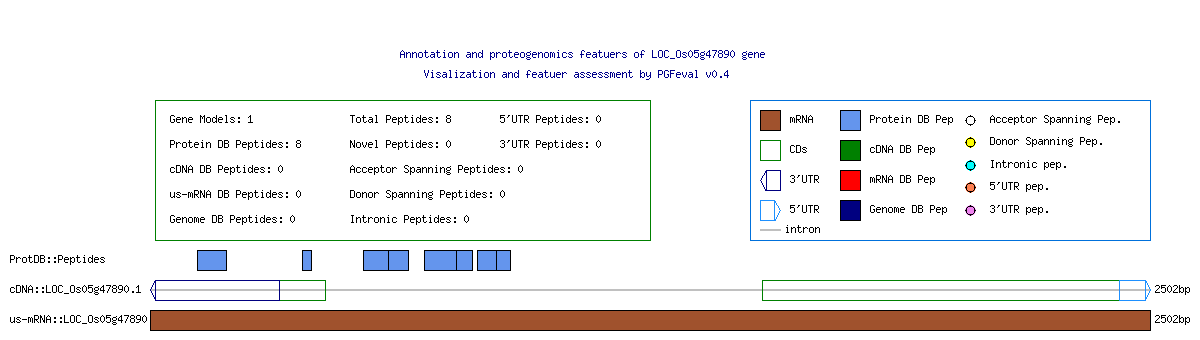 Annotation and proteogenomics featuers of LOC_Os05g47890 gene
Visalization and featuer assessment by PGFeval v0.4
Gene Models: 1 Total Peptides: 8 5'UTR Peptides: 0
Protein DB Peptides: 8 Novel Peptides: 0 3'UTR Peptides: 0
cDNA DB Peptides: 0 Acceptor Spanning Peptides: 0
us-mRNA DB Peptides: 0 Donor Spanning Peptides: 0
Genome DB Peptides: 0 Intronic Peptides: 0
mRNA Protein DB Pep Acceptor Spanning Pep.
CDs cDNA DB Pep Donor Spanning Pep.
3'UTR mRNA DB Pep Intronic pep.
5'UTR Genome DB Pep 5'UTR pep.
intron 3'UTR pep.
ProtDB::Peptides
cDNA::LOC_Os05g47890.1 2502bp
us-mRNA::LOC_Os05g47890 2502bp